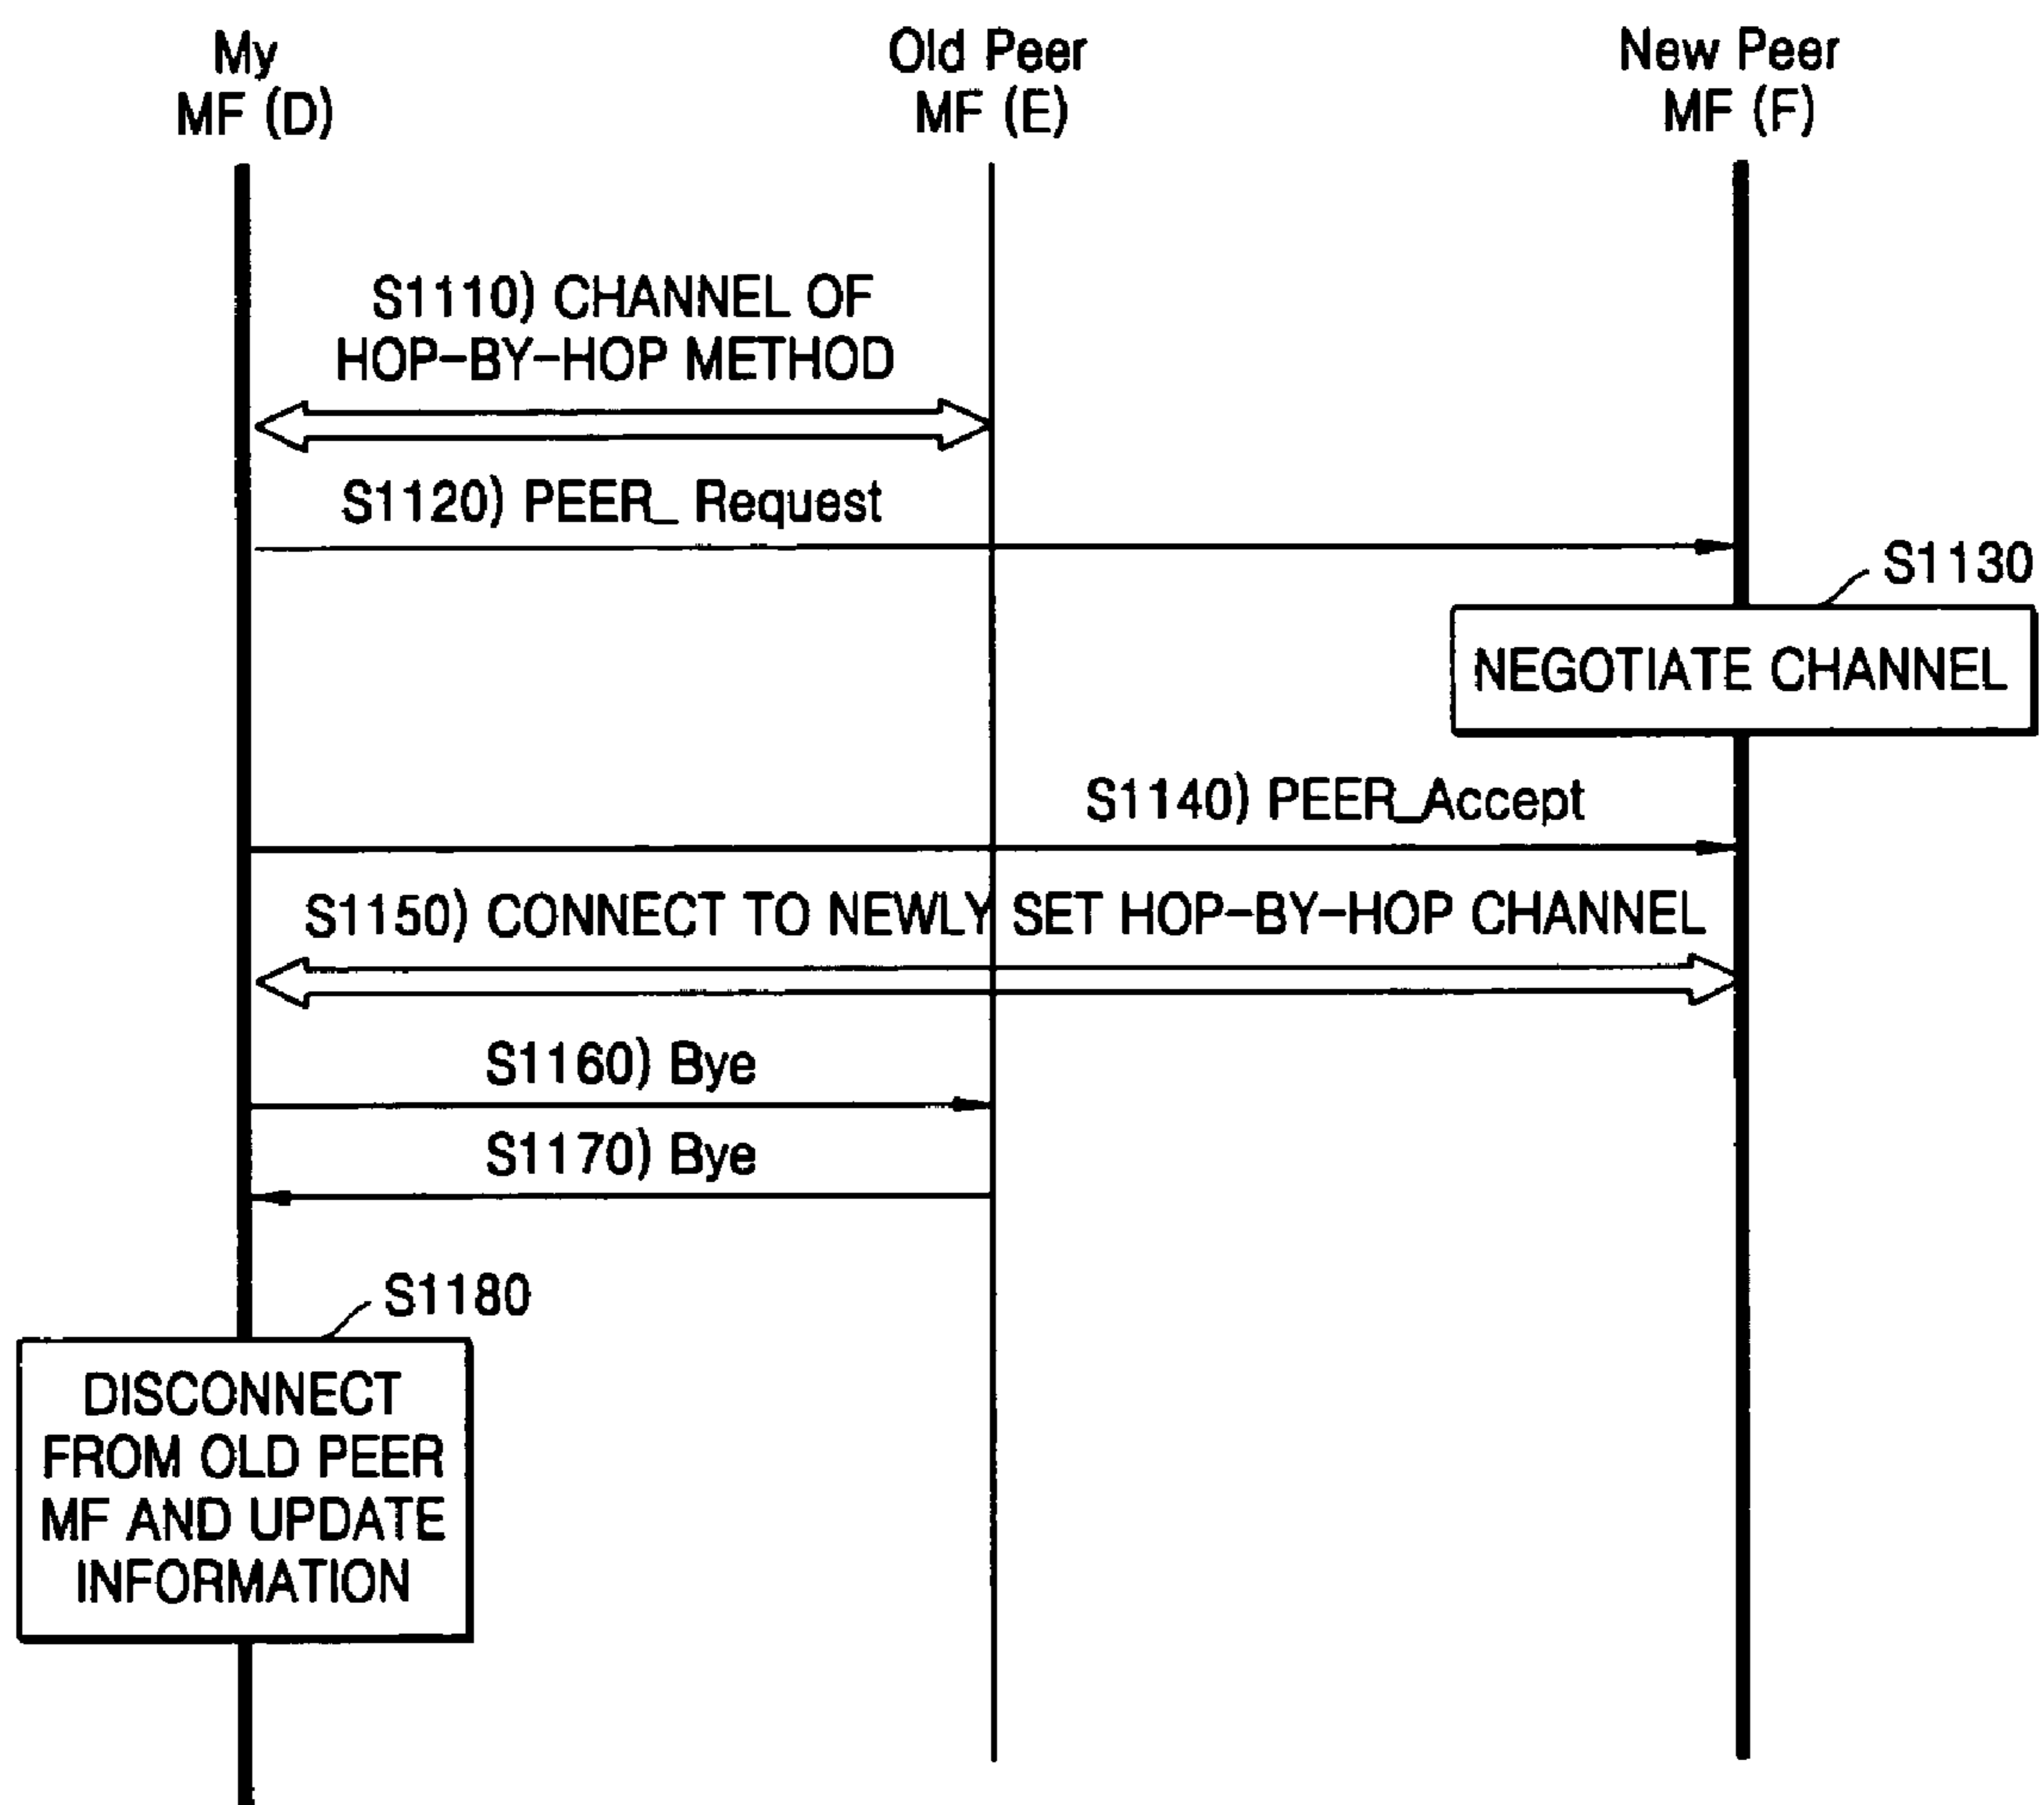 My
MF (D)
Old Peer
MF (E)
New Peer
MF (F)
S1110) CHANNEL OF
HOP-BY-HOP METHOD
S1120) PEER_ Request
S1130
NEGOTIATE CHANNEL
S1140) PEER_Accept
S1150) CONNECT TO NEWLY SET HOP-BY-HOP CHANNEL
S1160) Bye
S1170) Bye
S1180
DISCONNECT
FROM OLD PEER
MF AND UPDATE
INFORMATION